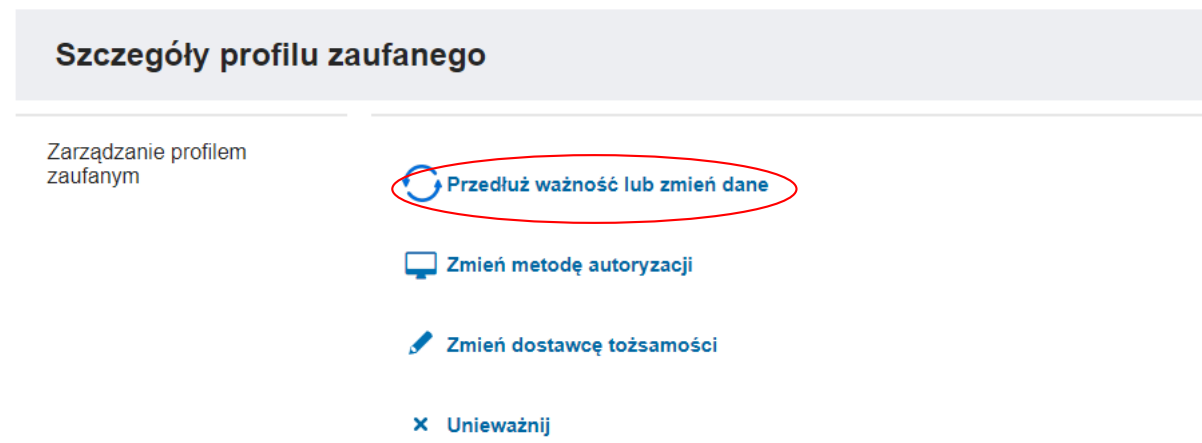 Szczegóły profilu zaufanego
Zarządzanie profilem
zaufanym
Przedłuż ważność lub zmień dane
Zmień metodę autoryzacji
Zmień dostawcę tożsamości
Unieważnij